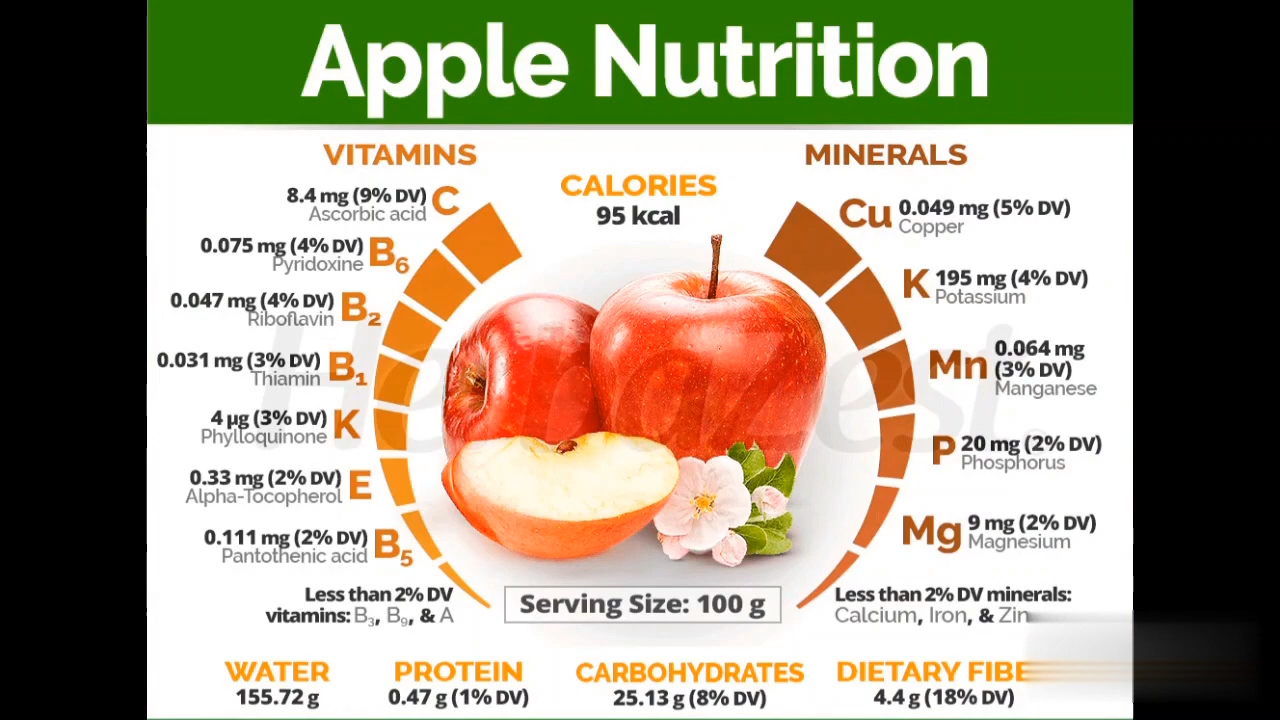 Apple Nutrition
VITAMINS
8.4 mg (9% DV) C
Ascorbic acid
0.075 mg (4% DV) B6
Pyridoxine
0.047 mg (4% DV) B2
Riboflavin
0.031 mg (3% DV) B1
Thiamin
4 µg (3% DV) K
Phylloquinone
0.33 mg (2% DV) E
Alpha-Tocopherol
0.111 mg (2% DV) B5
Pantothenic acid
Less than 2% DV
vitamins: B3, B9, & A
CALORIES
95 kcal
HerbaZest
Serving Size: 100 g
MINERALS
Cu 0.049 mg (5% DV)
Copper
K 195 mg (4% DV)
Potassium
Mn 0.064 mg
(3% DV)
Manganese
P 20 mg (2% DV)
Phosphorus
Mg 9 mg (2% DV)
Magnesium
Less than 2% DV minerals:
Calcium, Iron, & Zin
WATER
155.72 g
PROTEIN
0.47 g (1% DV)
CARBOHYDRATES
25.13 g (8% DV)
DIETARY FIBE
4.4 g (18% DV)